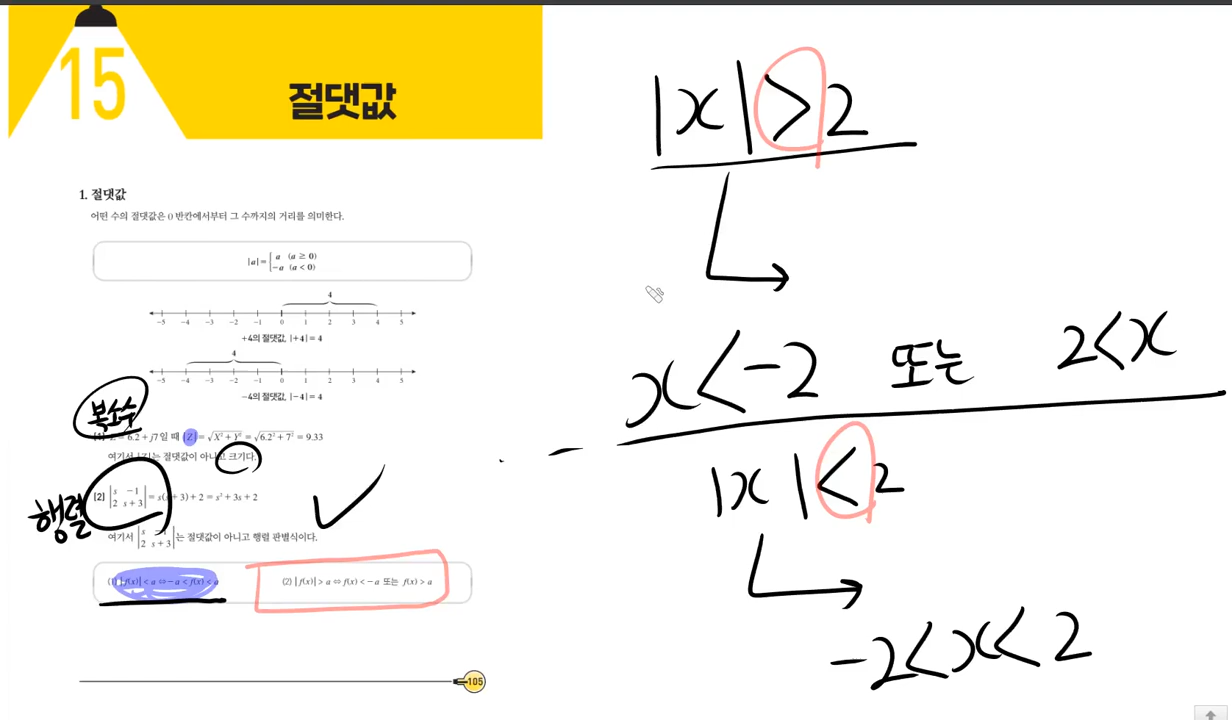 15
절댓값
1. 절댓값
어떤 수의 절댓값은 0 반칸에서부터 그 수까지의 거리를 의미한다.
|a| = { a (a ≥ 0)
−a (a < 0)
4
−5 −4 −3 −2 −1 0 1 2 3 4 5
+4의 절댓값, |+4| = 4
4
−5 −4 −3 −2 −1 0 1 2 3 4 5
−4의 절댓값, |−4| = 4
복소수
6.2 + j7일 때 |Z| = √X² + Y² = √6.2² + 7² = 9.33
여기서 |Z|는 절댓값이 아니고 크기다.
행렬
[2] |s −1
2 s+3| = s(s + 3) + 2 = s² + 3s + 2
여기서 |s −1
2 s+3|는 절댓값이 아니고 행렬 판별식이다.
(1) |f(x)| < a ⇔ −a < f(x) < a (2) |f(x)| > a ⇔ f(x) < −a 또는 f(x) > a
105
|x| > 2
x < −2 또는 2 < x
|x| < 2
−2 < x < 2